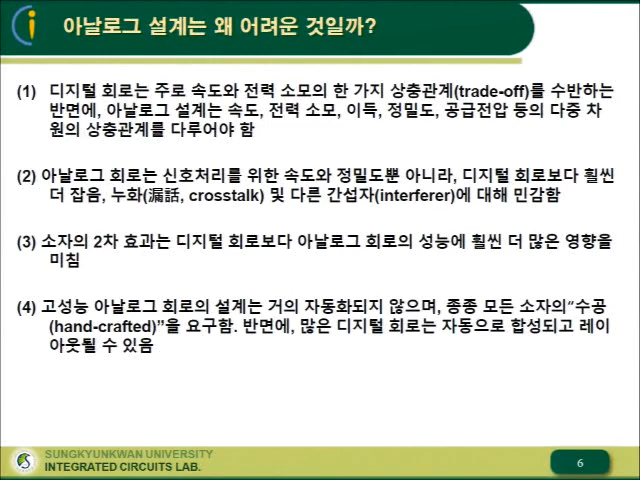 아날로그 설계는 왜 어려운 것일까?
(1) 디지털 회로는 주로 속도와 전력 소모의 한 가지 상충관계(trade-off)를 수반하는
반면에, 아날로그 설계는 속도, 전력 소모, 이득, 정밀도, 공급전압 등의 다중 차
원의 상충관계를 다루어야 함
(2) 아날로그 회로는 신호처리를 위한 속도와 정밀도뿐 아니라, 디지털 회로보다 훨씬
더 잡음, 누화(漏話, crosstalk) 및 다른 간섭자(interferer)에 대해 민감함
(3) 소자의 2차 효과는 디지털 회로보다 아날로그 회로의 성능에 훨씬 더 많은 영향을
미침
(4) 고성능 아날로그 회로의 설계는 거의 자동화되지 않으며, 종종 모든 소자의“수공
(hand-crafted)”을 요구함. 반면에, 많은 디지털 회로는 자동으로 합성되고 레이
아웃될 수 있음
SUNGKYUNKWAN UNIVERSITY
INTEGRATED CIRCUITS LAB.
6